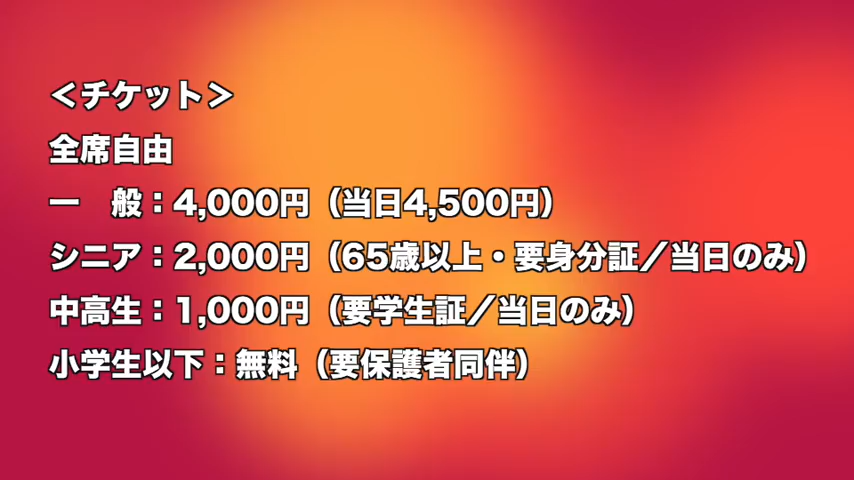 ＜チケット＞
全席自由
一　般：4,000円（当日4,500円）
シニア：2,000円（65歳以上・要身分証／当日のみ）
中高生：1,000円（要学生証／当日のみ）
小学生以下：無料（要保護者同伴）